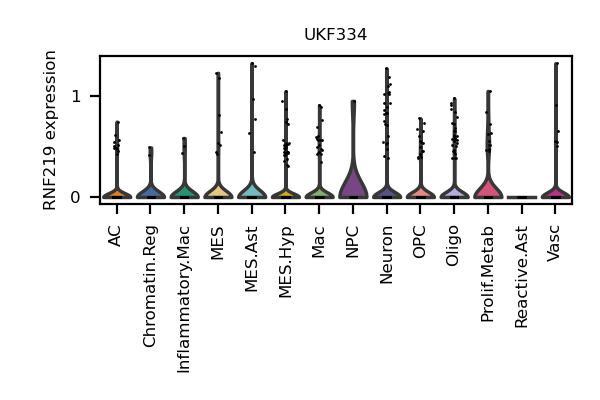 UKF334
RNF219 expression
1
0
AC
Chromatin.Reg
Inflammatory.Mac
MES
MES.Ast
MES.Hyp
Mac
NPC
Neuron
OPC
Oligo
Prolif.Metab
Reactive.Ast
Vasc